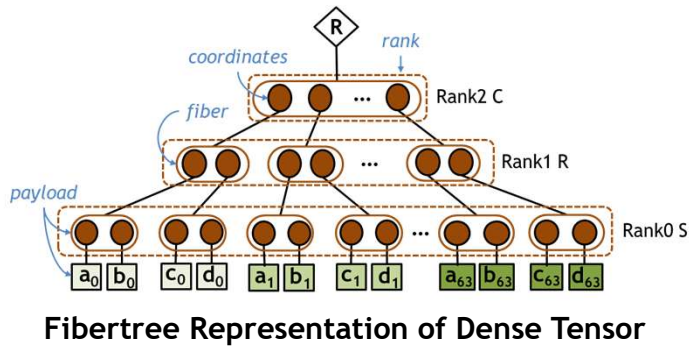 R
coordinates
rank
... Rank2 C
fiber
... Rank1 R
payload
... Rank0 S
a0 b0 c0 d0 a1 b1 c1 d1 a63 b63 c63 d63
Fibertree Representation of Dense Tensor